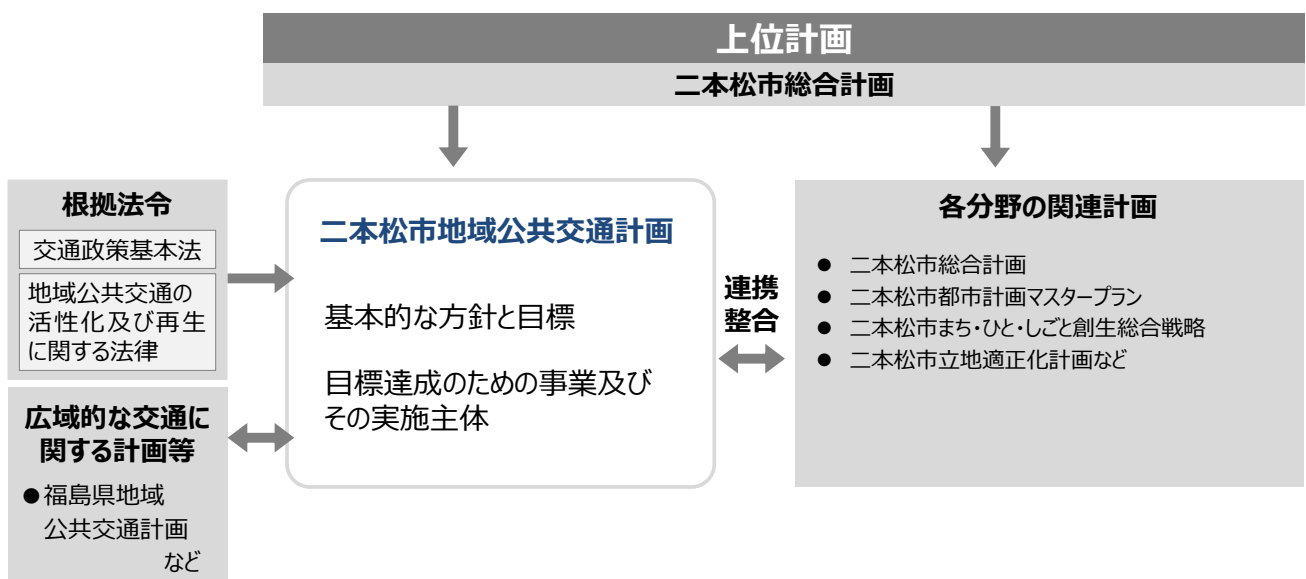 上位計画
二本松市総合計画
根拠法令
交通政策基本法
地域公共交通の
活性化及び再生
に関する法律
広域的な交通に
関する計画等
●福島県地域
公共交通計画
など
二本松市地域公共交通計画
基本的な方針と目標
目標達成のための事業及び
その実施主体
連携
整合
各分野の関連計画
● 二本松市総合計画
● 二本松市都市計画マスタープラン
● 二本松市まち・ひと・しごと創生総合戦略
● 二本松市立地適正化計画など